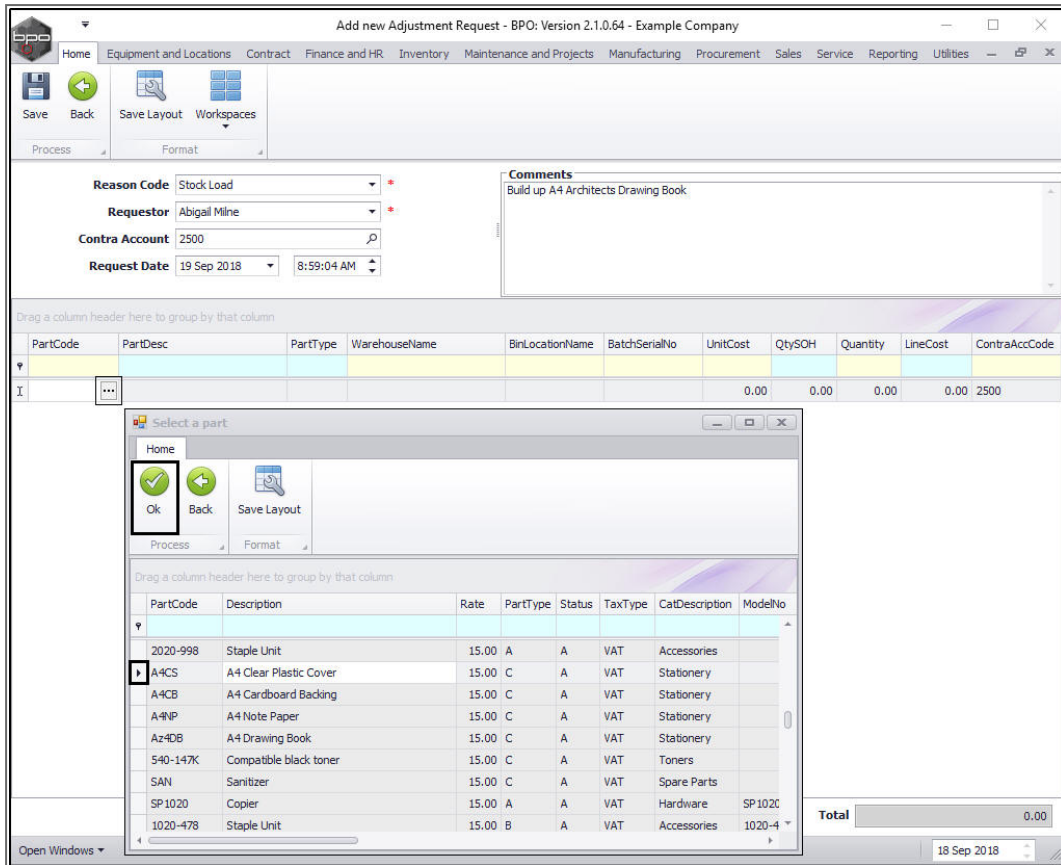 Add new Adjustment Request - BPO: Version 2.1.0.64 - Example Company
bpo
Home Equipment and Locations Contract Finance and HR Inventory Maintenance and Projects Manufacturing Procurement Sales Service Reporting Utilities
Save Back Save Layout Workspaces
Process Format
Reason Code Stock Load *
Requestor Abigail Milne *
Contra Account 2500
Request Date 19 Sep 2018 8:59:04 AM
Comments
Build up A4 Architects Drawing Book
Drag a column header here to group by that column
PartCode PartDesc PartType WarehouseName BinLocationName BatchSerialNo UnitCost QtySOH Quantity LineCost ContraAccCode
... 0.00 0.00 0.00 0.00 2500
Select a part
Home
Ok Back Save Layout
Process Format
Drag a column header here to group by that column
PartCode Description Rate PartType Status TaxType CatDescription ModelNo
2020-998 Staple Unit 15.00 A A VAT Accessories
A4CS A4 Clear Plastic Cover 15.00 C A VAT Stationery
A4CB A4 Cardboard Backing 15.00 C A VAT Stationery
A4NP A4 Note Paper 15.00 C A VAT Stationery
Az4DB A4 Drawing Book 15.00 C A VAT Stationery
540-147K Compatible black toner 15.00 C A VAT Toners
SAN Sanitizer 15.00 C A VAT Spare Parts
SP1020 Copier 15.00 A A VAT Hardware SP1020
1020-478 Staple Unit 15.00 B A VAT Accessories 1020-4
Total 0.00
Open Windows 18 Sep 2018